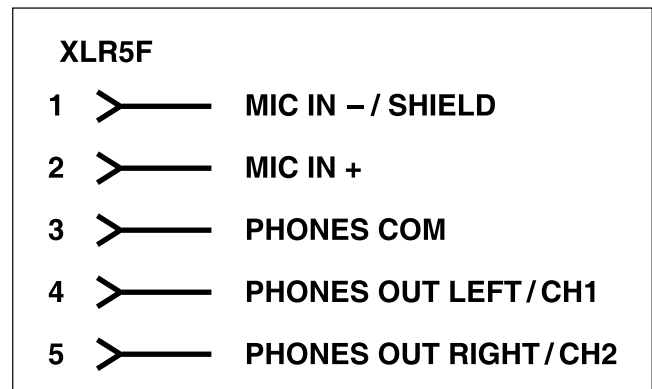 XLR5F
1 MIC IN – / SHIELD
2 MIC IN +
3 PHONES COM
4 PHONES OUT LEFT / CH1
5 PHONES OUT RIGHT / CH2